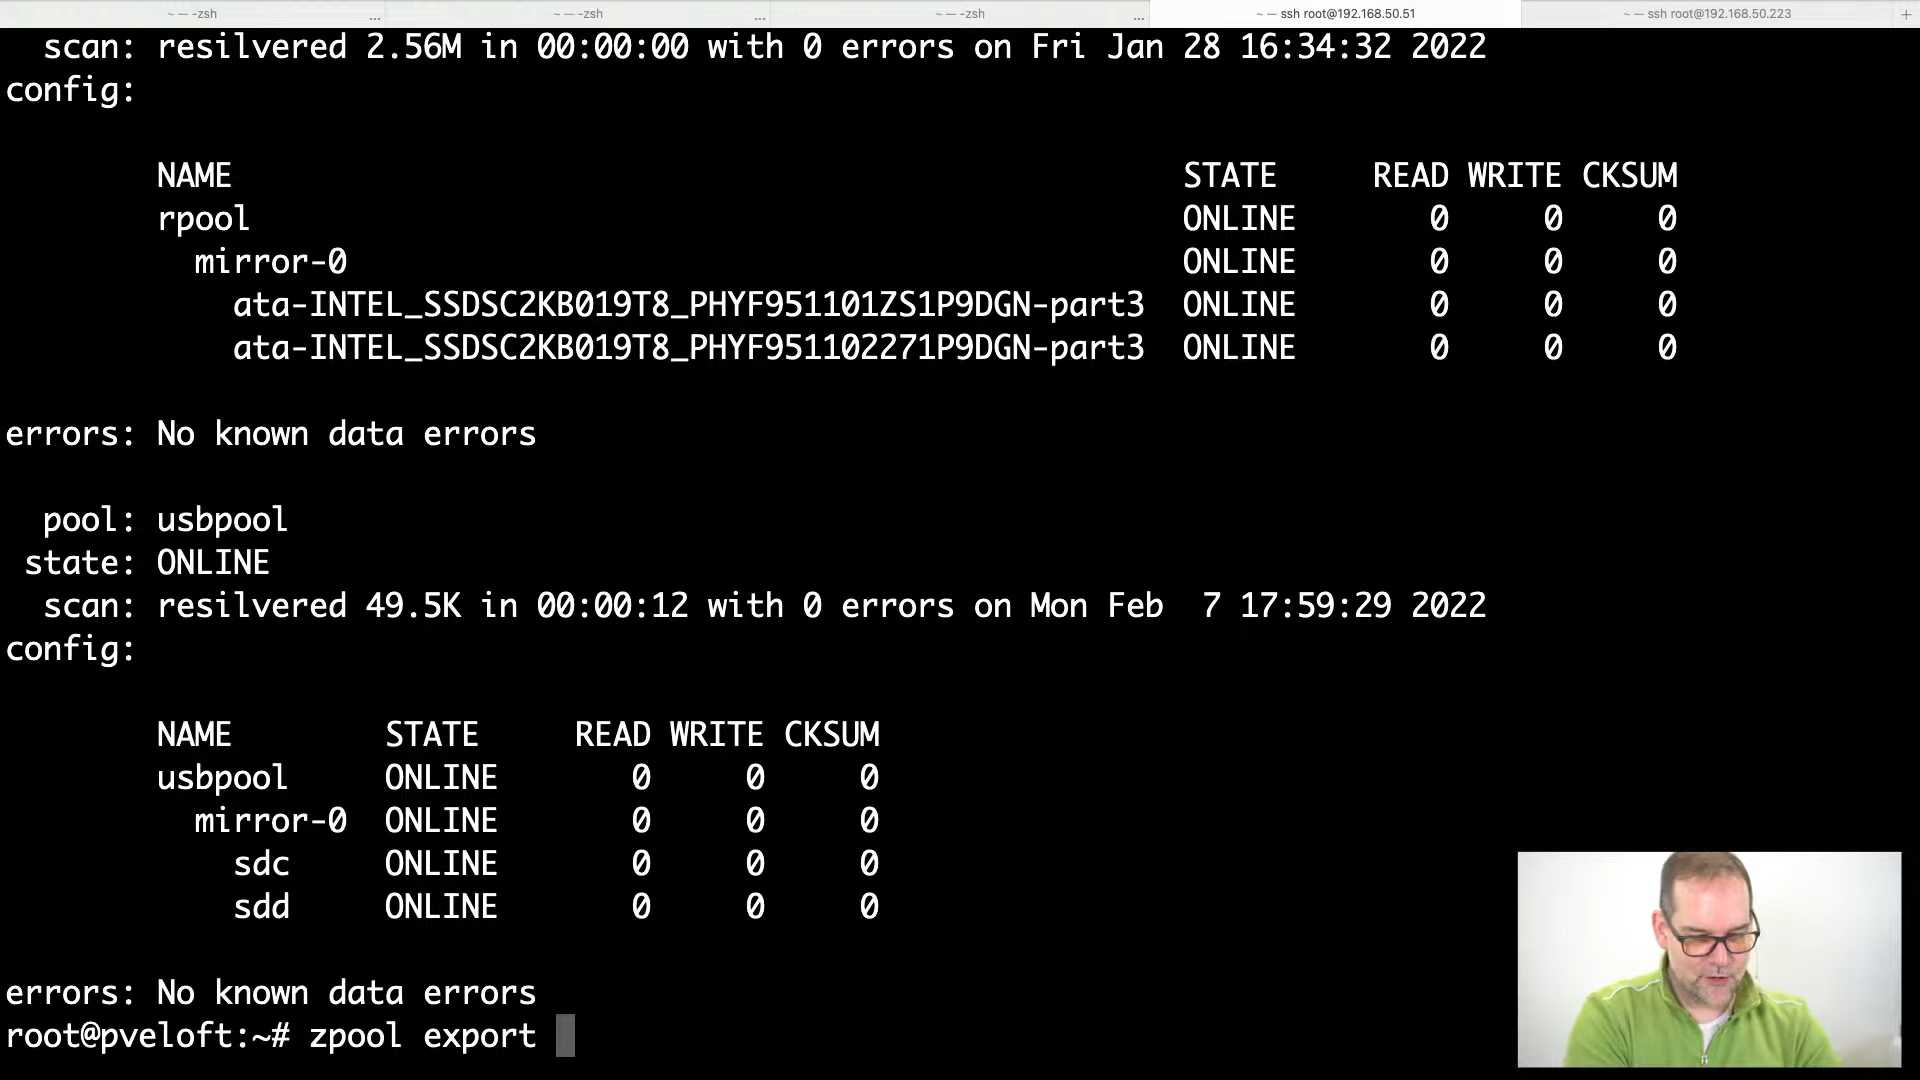 ~ — -zsh ... ~ — -zsh ... ~ — -zsh ... ~ — ssh root@192.168.50.51 ~ — ssh root@192.168.50.223 +
scan: resilvered 2.56M in 00:00:00 with 0 errors on Fri Jan 28 16:34:32 2022
config:
NAME STATE READ WRITE CKSUM
rpool ONLINE 0 0 0
mirror-0 ONLINE 0 0 0
ata-INTEL_SSDSC2KB019T8_PHYF951101ZS1P9DGN-part3 ONLINE 0 0 0
ata-INTEL_SSDSC2KB019T8_PHYF951102271P9DGN-part3 ONLINE 0 0 0
errors: No known data errors
pool: usbpool
state: ONLINE
scan: resilvered 49.5K in 00:00:12 with 0 errors on Mon Feb  7 17:59:29 2022
config:
NAME STATE READ WRITE CKSUM
usbpool ONLINE 0 0 0
mirror-0 ONLINE 0 0 0
sdc ONLINE 0 0 0
sdd ONLINE 0 0 0
errors: No known data errors
root@pveloft:~# zpool export